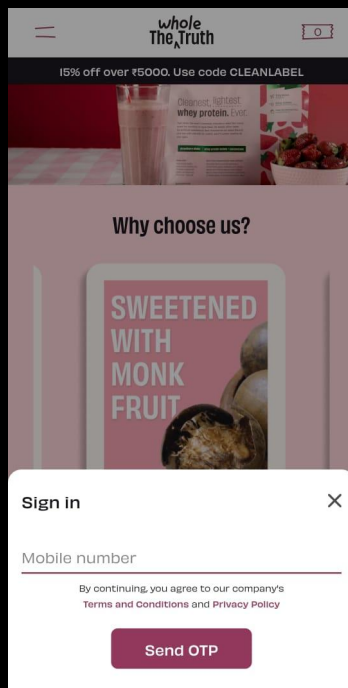 The whole Truth
0
15% off over ₹5000. Use code CLEANLABEL
Cleanest, lightest
whey protein. Ever.
Why choose us?
SWEETENED
WITH
MONK
FRUIT
Sign in
Mobile number
By continuing, you agree to our company's
Terms and Conditions and Privacy Policy
Send OTP